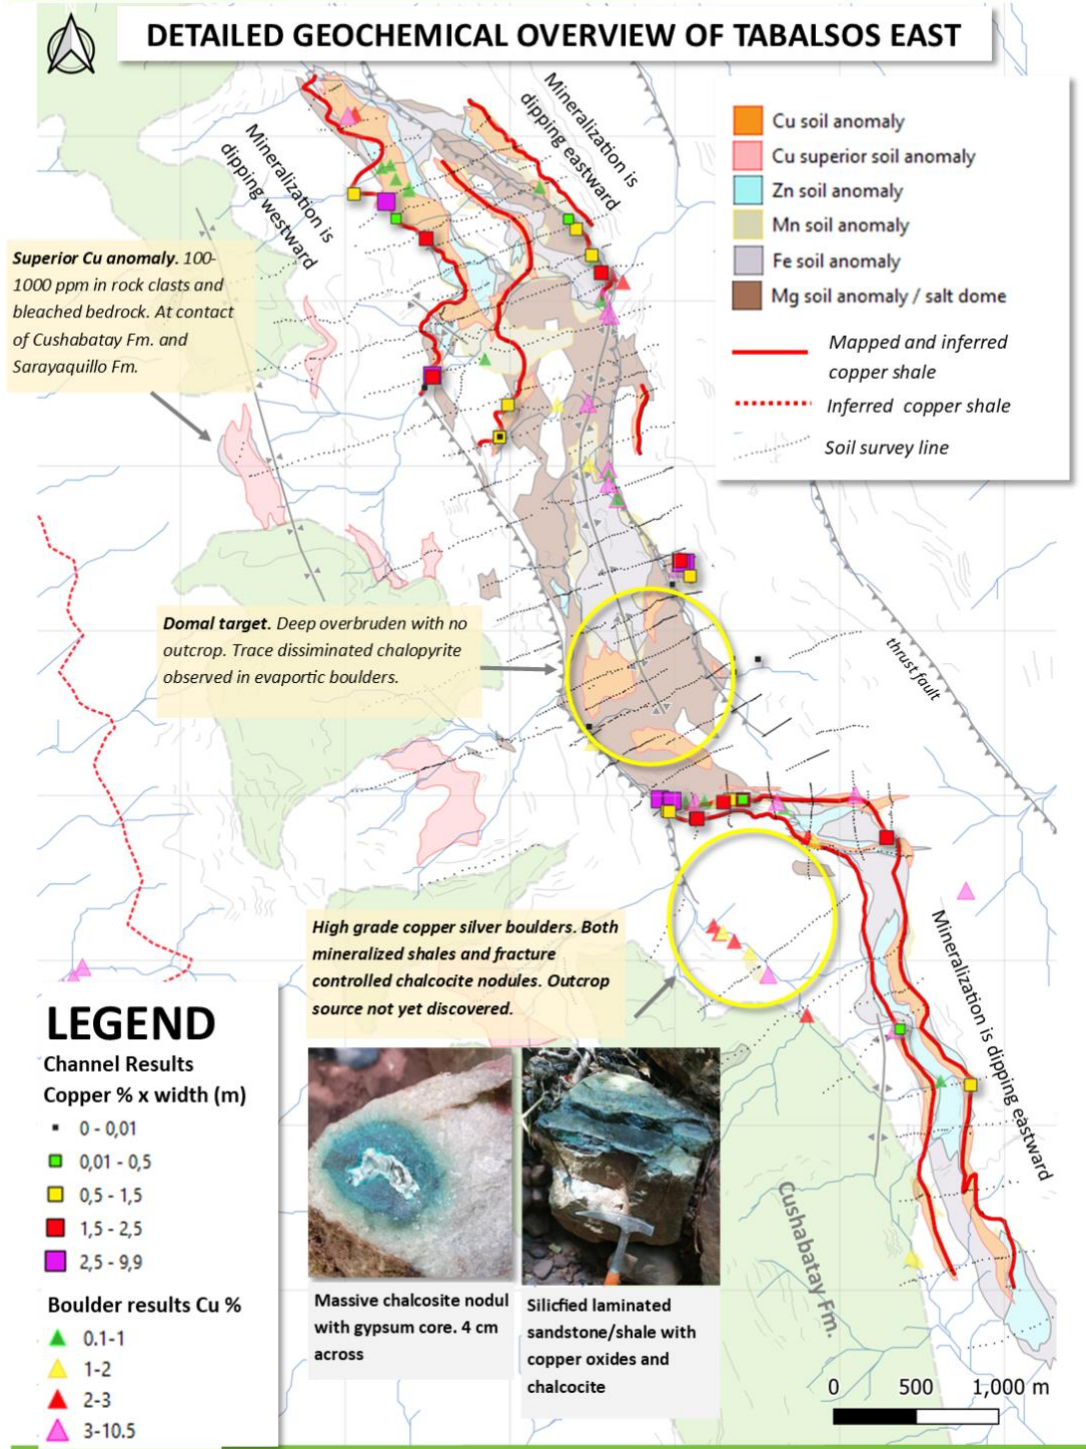 DETAILED GEOCHEMICAL OVERVIEW OF TABALSOS EAST
Mineralization is
dipping westward
Mineralization is
dipping eastward
Cu soil anomaly
Cu superior soil anomaly
Zn soil anomaly
Mn soil anomaly
Fe soil anomaly
Mg soil anomaly / salt dome
Mapped and inferred
copper shale
Inferred copper shale
Soil survey line
Superior Cu anomaly. 100-
1000 ppm in rock clasts and
bleached bedrock. At contact
of Cushabatay Fm. and
Sarayaquillo Fm.
Domal target. Deep overbruden with no
outcrop. Trace dissiminated chalopyrite
observed in evaportic boulders.
thrust fault
High grade copper silver boulders. Both
mineralized shales and fracture
controlled chalcocite nodules. Outcrop
source not yet discovered.
Mineralization is dipping eastward
LEGEND
Channel Results
Copper % x width (m)
0 - 0,01
0,01 - 0,5
0,5 - 1,5
1,5 - 2,5
2,5 - 9,9
Boulder results Cu %
0.1-1
1-2
2-3
3-10.5
Massive chalcosite nodul
with gypsum core. 4 cm
across
Silicfied laminated
sandstone/shale with
copper oxides and
chalcocite
Cushabatay Fm.
0 500 1,000 m